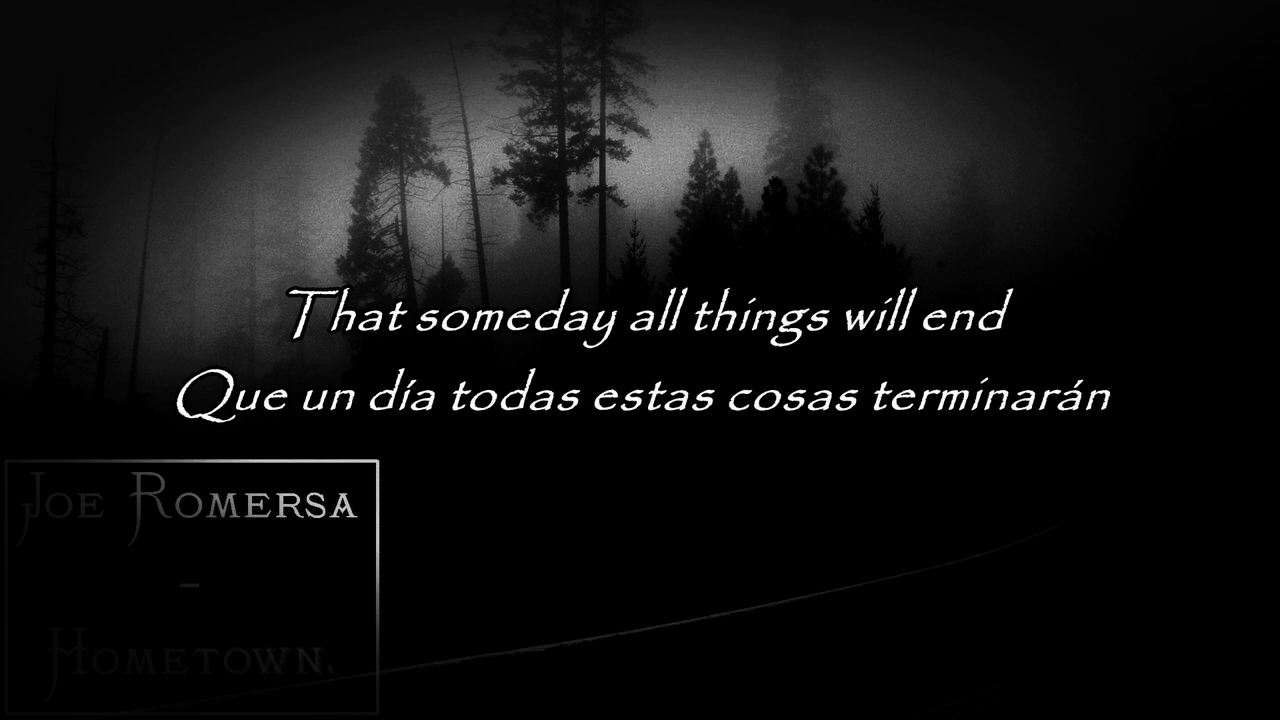 That someday all things will end
Que un día todas estas cosas terminarán
Joe Romersa
-
Hometown.